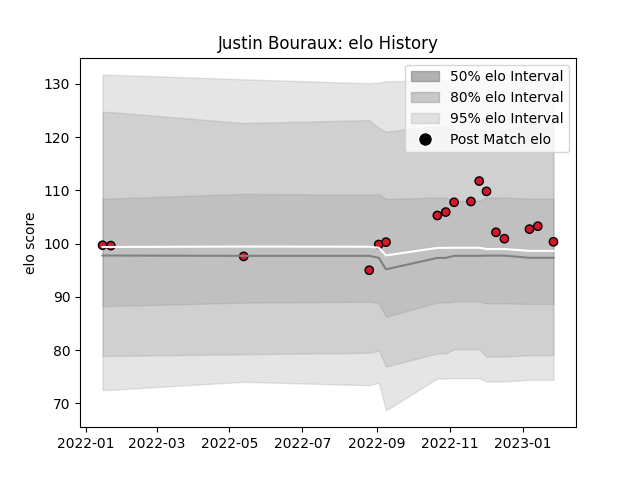 Justin Bouraux: elo History
50% elo Interval
80% elo Interval
95% elo Interval
Post Match elo
elo score
130
120
110
100
90
80
70
2022-01
2022-03
2022-05
2022-07
2022-09
2022-11
2023-01